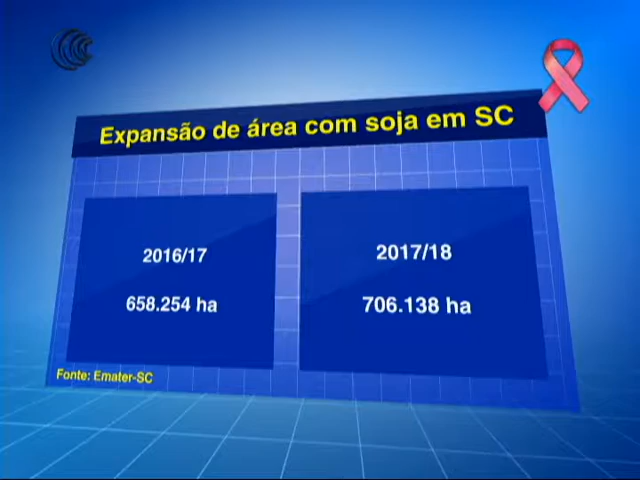 Expansão de área com soja em SC
2016/17
658.254 ha
2017/18
706.138 ha
Fonte: Emater-SC